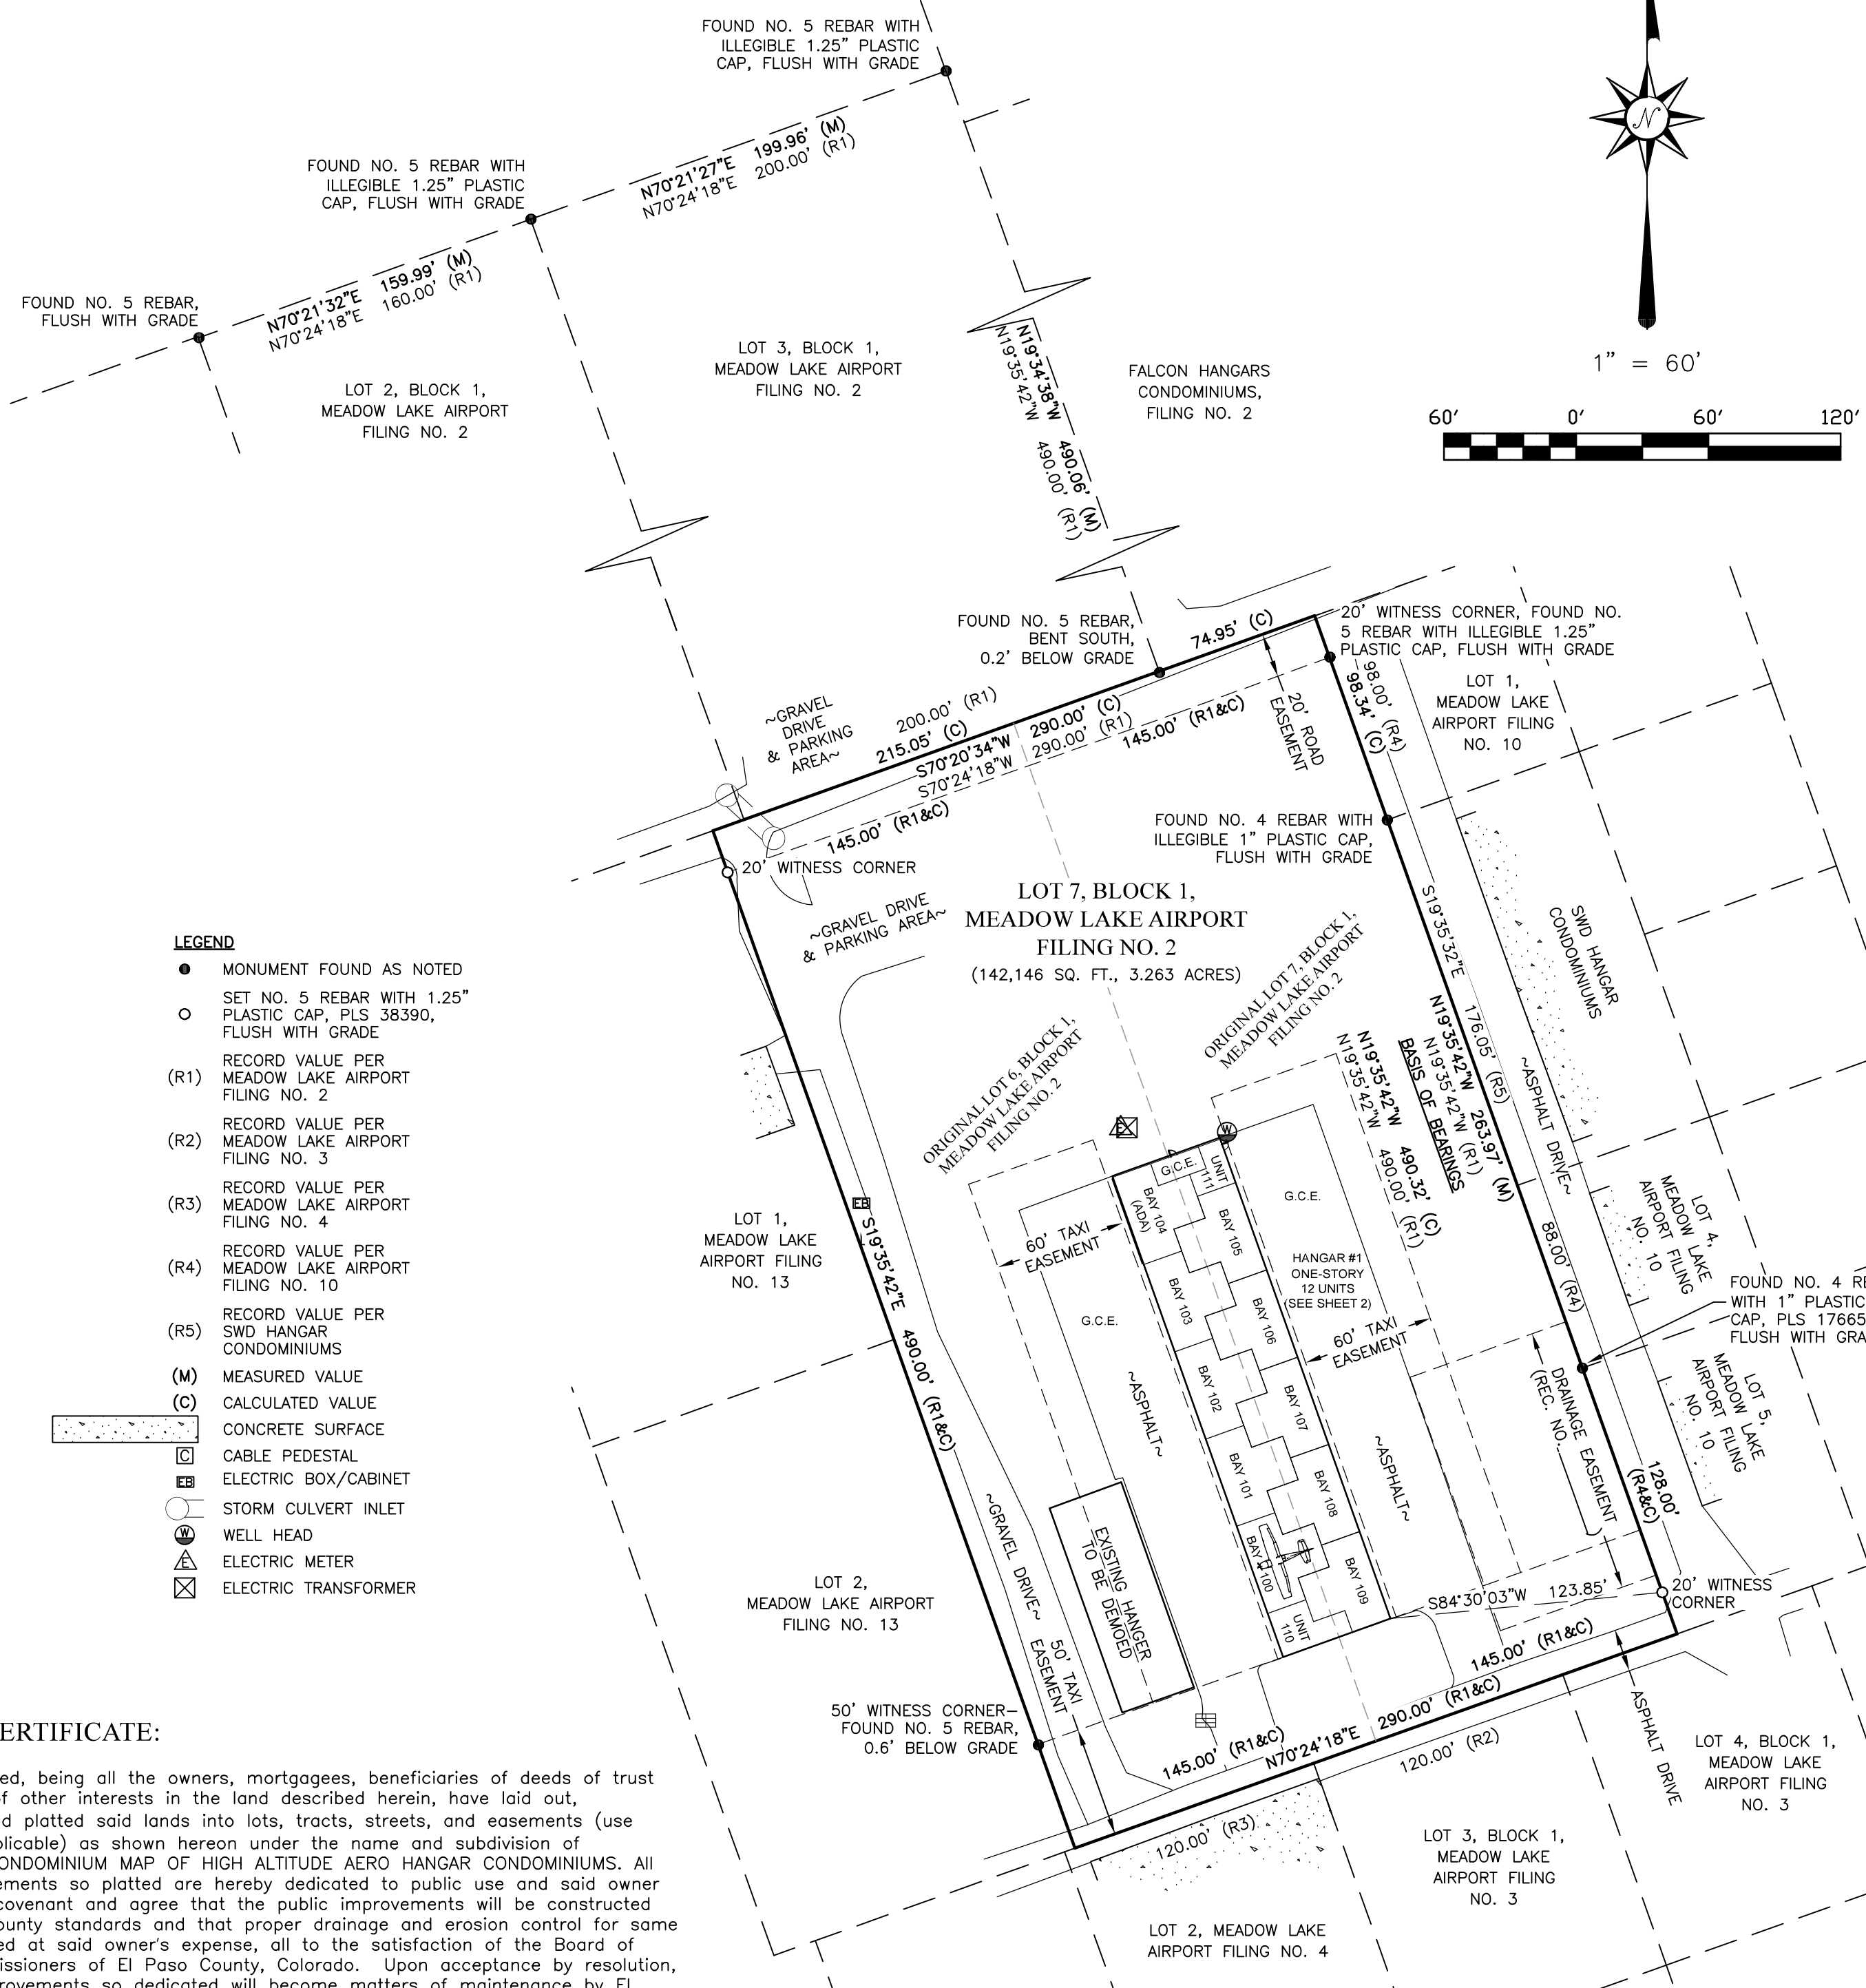 FOUND NO. 5 REBAR WITH
ILLEGIBLE 1.25” PLASTIC
CAP, FLUSH WITH GRADE
N70°21’27”E 199.96’ (M)
N70°24’18”E 200.00’ (R1)
FOUND NO. 5 REBAR WITH
ILLEGIBLE 1.25” PLASTIC
CAP, FLUSH WITH GRADE
N70°21’32”E 159.99’ (M)
N70°24’18”E 160.00’ (R1)
FOUND NO. 5 REBAR,
FLUSH WITH GRADE
N
1” = 60’
60’ 0’ 60’ 120’
LOT 2, BLOCK 1,
MEADOW LAKE AIRPORT
FILING NO. 2
LOT 3, BLOCK 1,
MEADOW LAKE AIRPORT
FILING NO. 2
N19°34’38”W 490.06’ (M)
N19°35’42”W 490.00’ (R1)
FALCON HANGARS
CONDOMINIUMS,
FILING NO. 2
FOUND NO. 5 REBAR,
BENT SOUTH,
0.2’ BELOW GRADE
74.95’ (C)
20’ WITNESS CORNER, FOUND NO.
5 REBAR WITH ILLEGIBLE 1.25”
PLASTIC CAP, FLUSH WITH GRADE
98.00’ (R4)
98.34’ (C)
LOT 1,
MEADOW LAKE
AIRPORT FILING
NO. 10
~GRAVEL
DRIVE
& PARKING
AREA~
200.00’ (R1)
215.05’ (C)
S70°20’34”W 290.00’ (C)
S70°24’18”W 290.00’ (R1)
145.00’ (R1&C)
145.00’ (R1&C)
20’ ROAD
EASEMENT
FOUND NO. 4 REBAR WITH
ILLEGIBLE 1” PLASTIC CAP,
FLUSH WITH GRADE
20’ WITNESS CORNER
~GRAVEL DRIVE
& PARKING AREA~
LOT 7, BLOCK 1,
MEADOW LAKE AIRPORT
FILING NO. 2
(142,146 SQ. FT., 3.263 ACRES)
ORIGINAL LOT 7, BLOCK 1,
MEADOW LAKE AIRPORT
FILING NO. 2
ORIGINAL LOT 6, BLOCK 1,
MEADOW LAKE AIRPORT
FILING NO. 2
S19°35’32”E 176.05’ (R5)
N19°35’42”W 263.97’ (M)
N19°35’42”W (R1)
BASIS OF BEARINGS
N19°35’42”W 490.32’ (C)
N19°35’42”W 490.00’ (R1)
SWD HANGAR
CONDOMINIUMS
~ASPHALT DRIVE~
88.00’ (R4)
LOT 4,
MEADOW LAKE
AIRPORT FILING
NO. 10
FOUND NO. 4 RE
WITH 1” PLASTIC
CAP, PLS 17665
FLUSH WITH GRA
LOT 5,
MEADOW LAKE
AIRPORT FILING
NO. 10
DRAINAGE EASEMENT
(REC. NO.
128.00’
(R4&C)
LEGEND
MONUMENT FOUND AS NOTED
SET NO. 5 REBAR WITH 1.25”
PLASTIC CAP, PLS 38390,
FLUSH WITH GRADE
(R1) RECORD VALUE PER
MEADOW LAKE AIRPORT
FILING NO. 2
(R2) RECORD VALUE PER
MEADOW LAKE AIRPORT
FILING NO. 3
(R3) RECORD VALUE PER
MEADOW LAKE AIRPORT
FILING NO. 4
(R4) RECORD VALUE PER
MEADOW LAKE AIRPORT
FILING NO. 10
(R5) RECORD VALUE PER
SWD HANGAR
CONDOMINIUMS
(M) MEASURED VALUE
(C) CALCULATED VALUE
CONCRETE SURFACE
C CABLE PEDESTAL
EB ELECTRIC BOX/CABINET
STORM CULVERT INLET
W WELL HEAD
E ELECTRIC METER
ELECTRIC TRANSFORMER
E
W
EB
LOT 1,
MEADOW LAKE
AIRPORT FILING
NO. 13
S19°35’42”E 490.00’ (R1&C)
60’ TAXI
EASEMENT
G.C.E.
G.C.E.
UNIT
111
BAY 104
(ADA)
BAY 105
G.C.E.
HANGAR #1
ONE-STORY
12 UNITS
(SEE SHEET 2)
BAY 103
BAY 106
60’ TAXI
EASEMENT
BAY 102
BAY 107
BAY 101
BAY 108
BAY 100
BAY 109
UNIT
110
~ASPHALT~
~ASPHALT~
EXISTING HANGER
TO BE DEMOED
~GRAVEL DRIVE~
50’ TAXI
EASEMENT
LOT 2,
MEADOW LAKE AIRPORT
FILING NO. 13
50’ WITNESS CORNER–
FOUND NO. 5 REBAR,
0.6’ BELOW GRADE
S84°30’03”W 123.85’
20’ WITNESS
CORNER
145.00’ (R1&C)
145.00’ (R1&C)
N70°24’18”E 290.00’ (R1&C)
120.00’ (R2)
120.00’ (R3)
ASPHALT DRIVE
LOT 4, BLOCK 1,
MEADOW LAKE
AIRPORT FILING
NO. 3
LOT 3, BLOCK 1,
MEADOW LAKE
AIRPORT FILING
NO. 3
LOT 2, MEADOW LAKE
AIRPORT FILING NO. 4
ERTIFICATE:
ed, being all the owners, mortgagees, beneficiaries of deeds of trust
f other interests in the land described herein, have laid out,
d platted said lands into lots, tracts, streets, and easements (use
plicable) as shown hereon under the name and subdivision of
ONDOMINIUM MAP OF HIGH ALTITUDE AERO HANGAR CONDOMINIUMS. All
ements so platted are hereby dedicated to public use and said owner
covenant and agree that the public improvements will be constructed
ounty standards and that proper drainage and erosion control for same
ed at said owner's expense, all to the satisfaction of the Board of
issioners of El Paso County, Colorado. Upon acceptance by resolution,
rovements so dedicated will become matters of maintenance by El